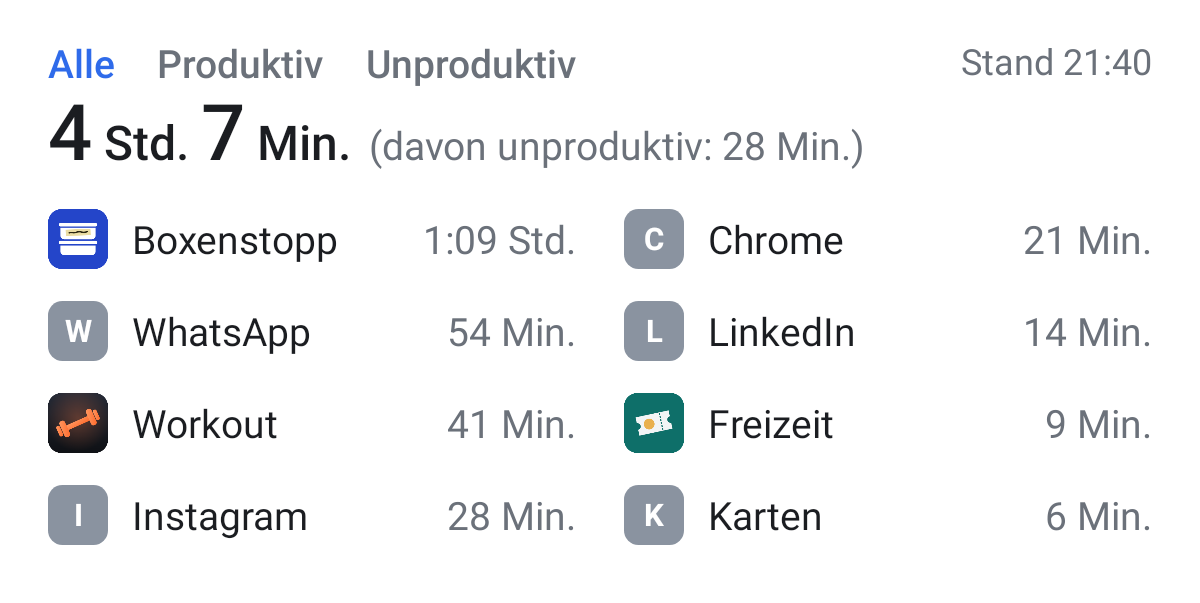 Alle Produktiv Unproduktiv Stand 21:40
4 Std. 7 Min. (davon unproduktiv: 28 Min.)
Boxenstopp 1:09 Std. C Chrome 21 Min.
W WhatsApp 54 Min. L LinkedIn 14 Min.
Workout 41 Min. Freizeit 9 Min.
I Instagram 28 Min. K Karten 6 Min.